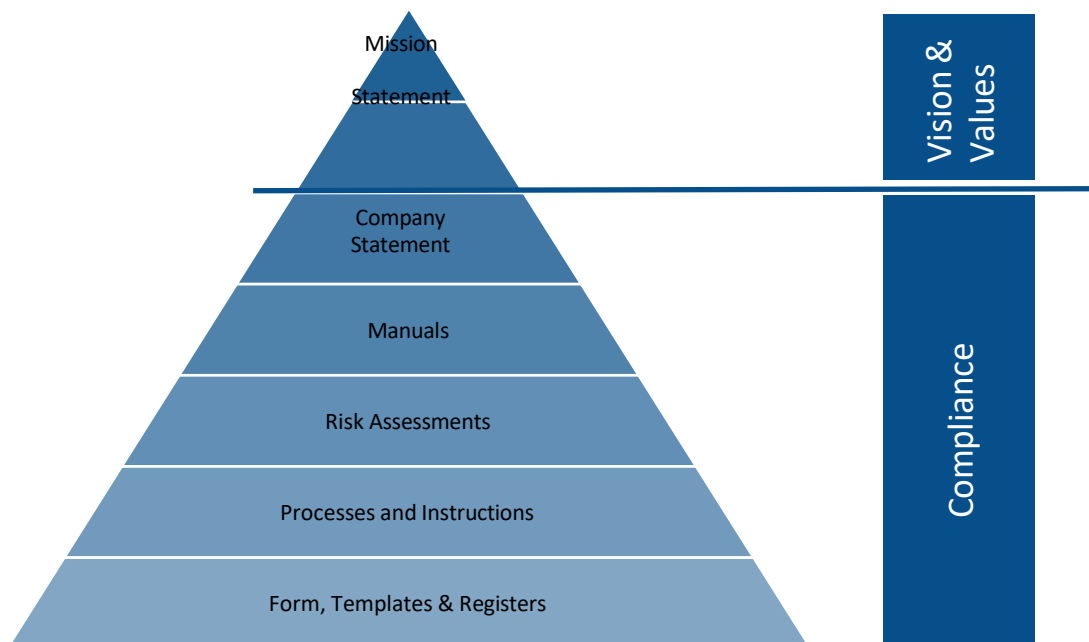 Mission
Statement
Company
Statement
Manuals
Risk Assessments
Processes and Instructions
Form, Templates & Registers
Vision &
Values
Compliance